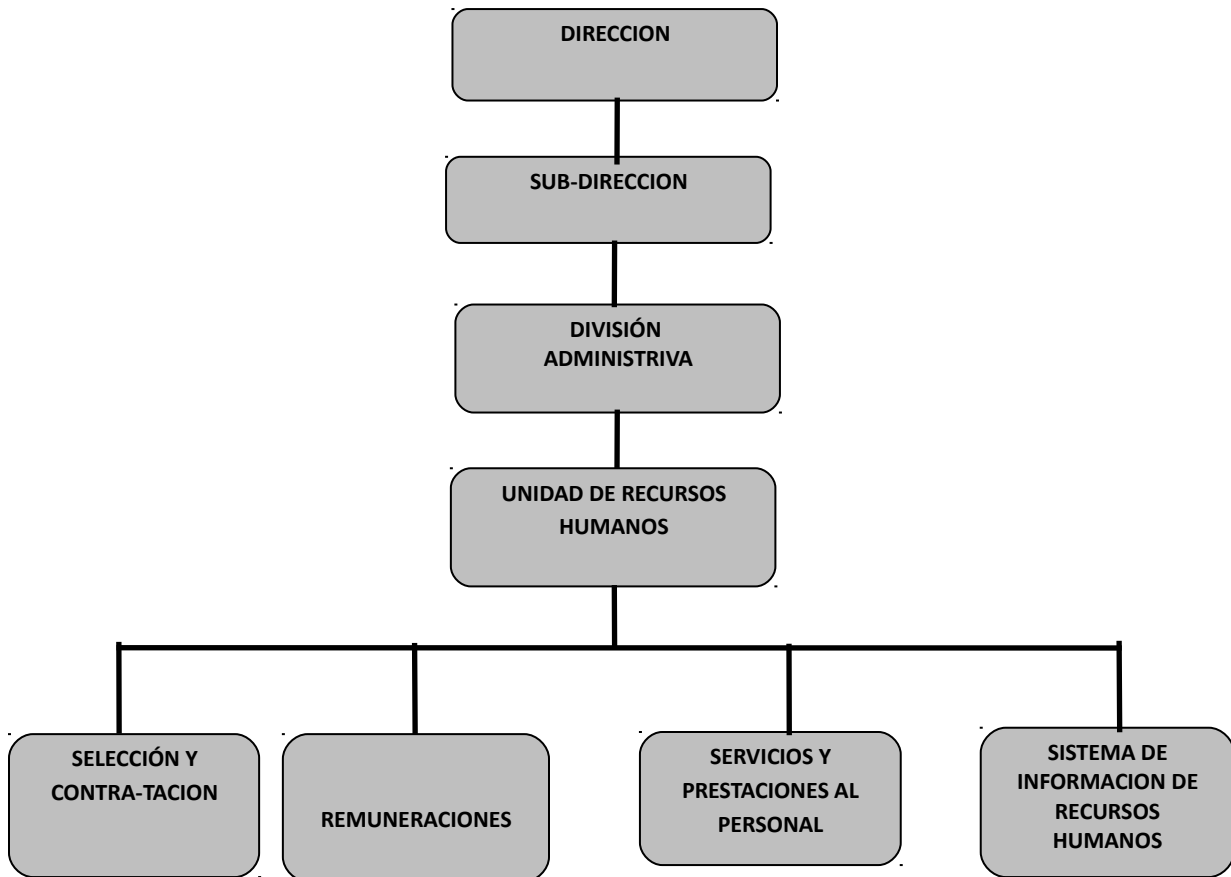 DIRECCION
SUB-DIRECCION
DIVISIÓN
ADMINISTRIVA
UNIDAD DE RECURSOS
HUMANOS
SELECCIÓN Y
CONTRA-TACION
REMUNERACIONES
SERVICIOS Y
PRESTACIONES AL
PERSONAL
SISTEMA DE
INFORMACION DE
RECURSOS
HUMANOS